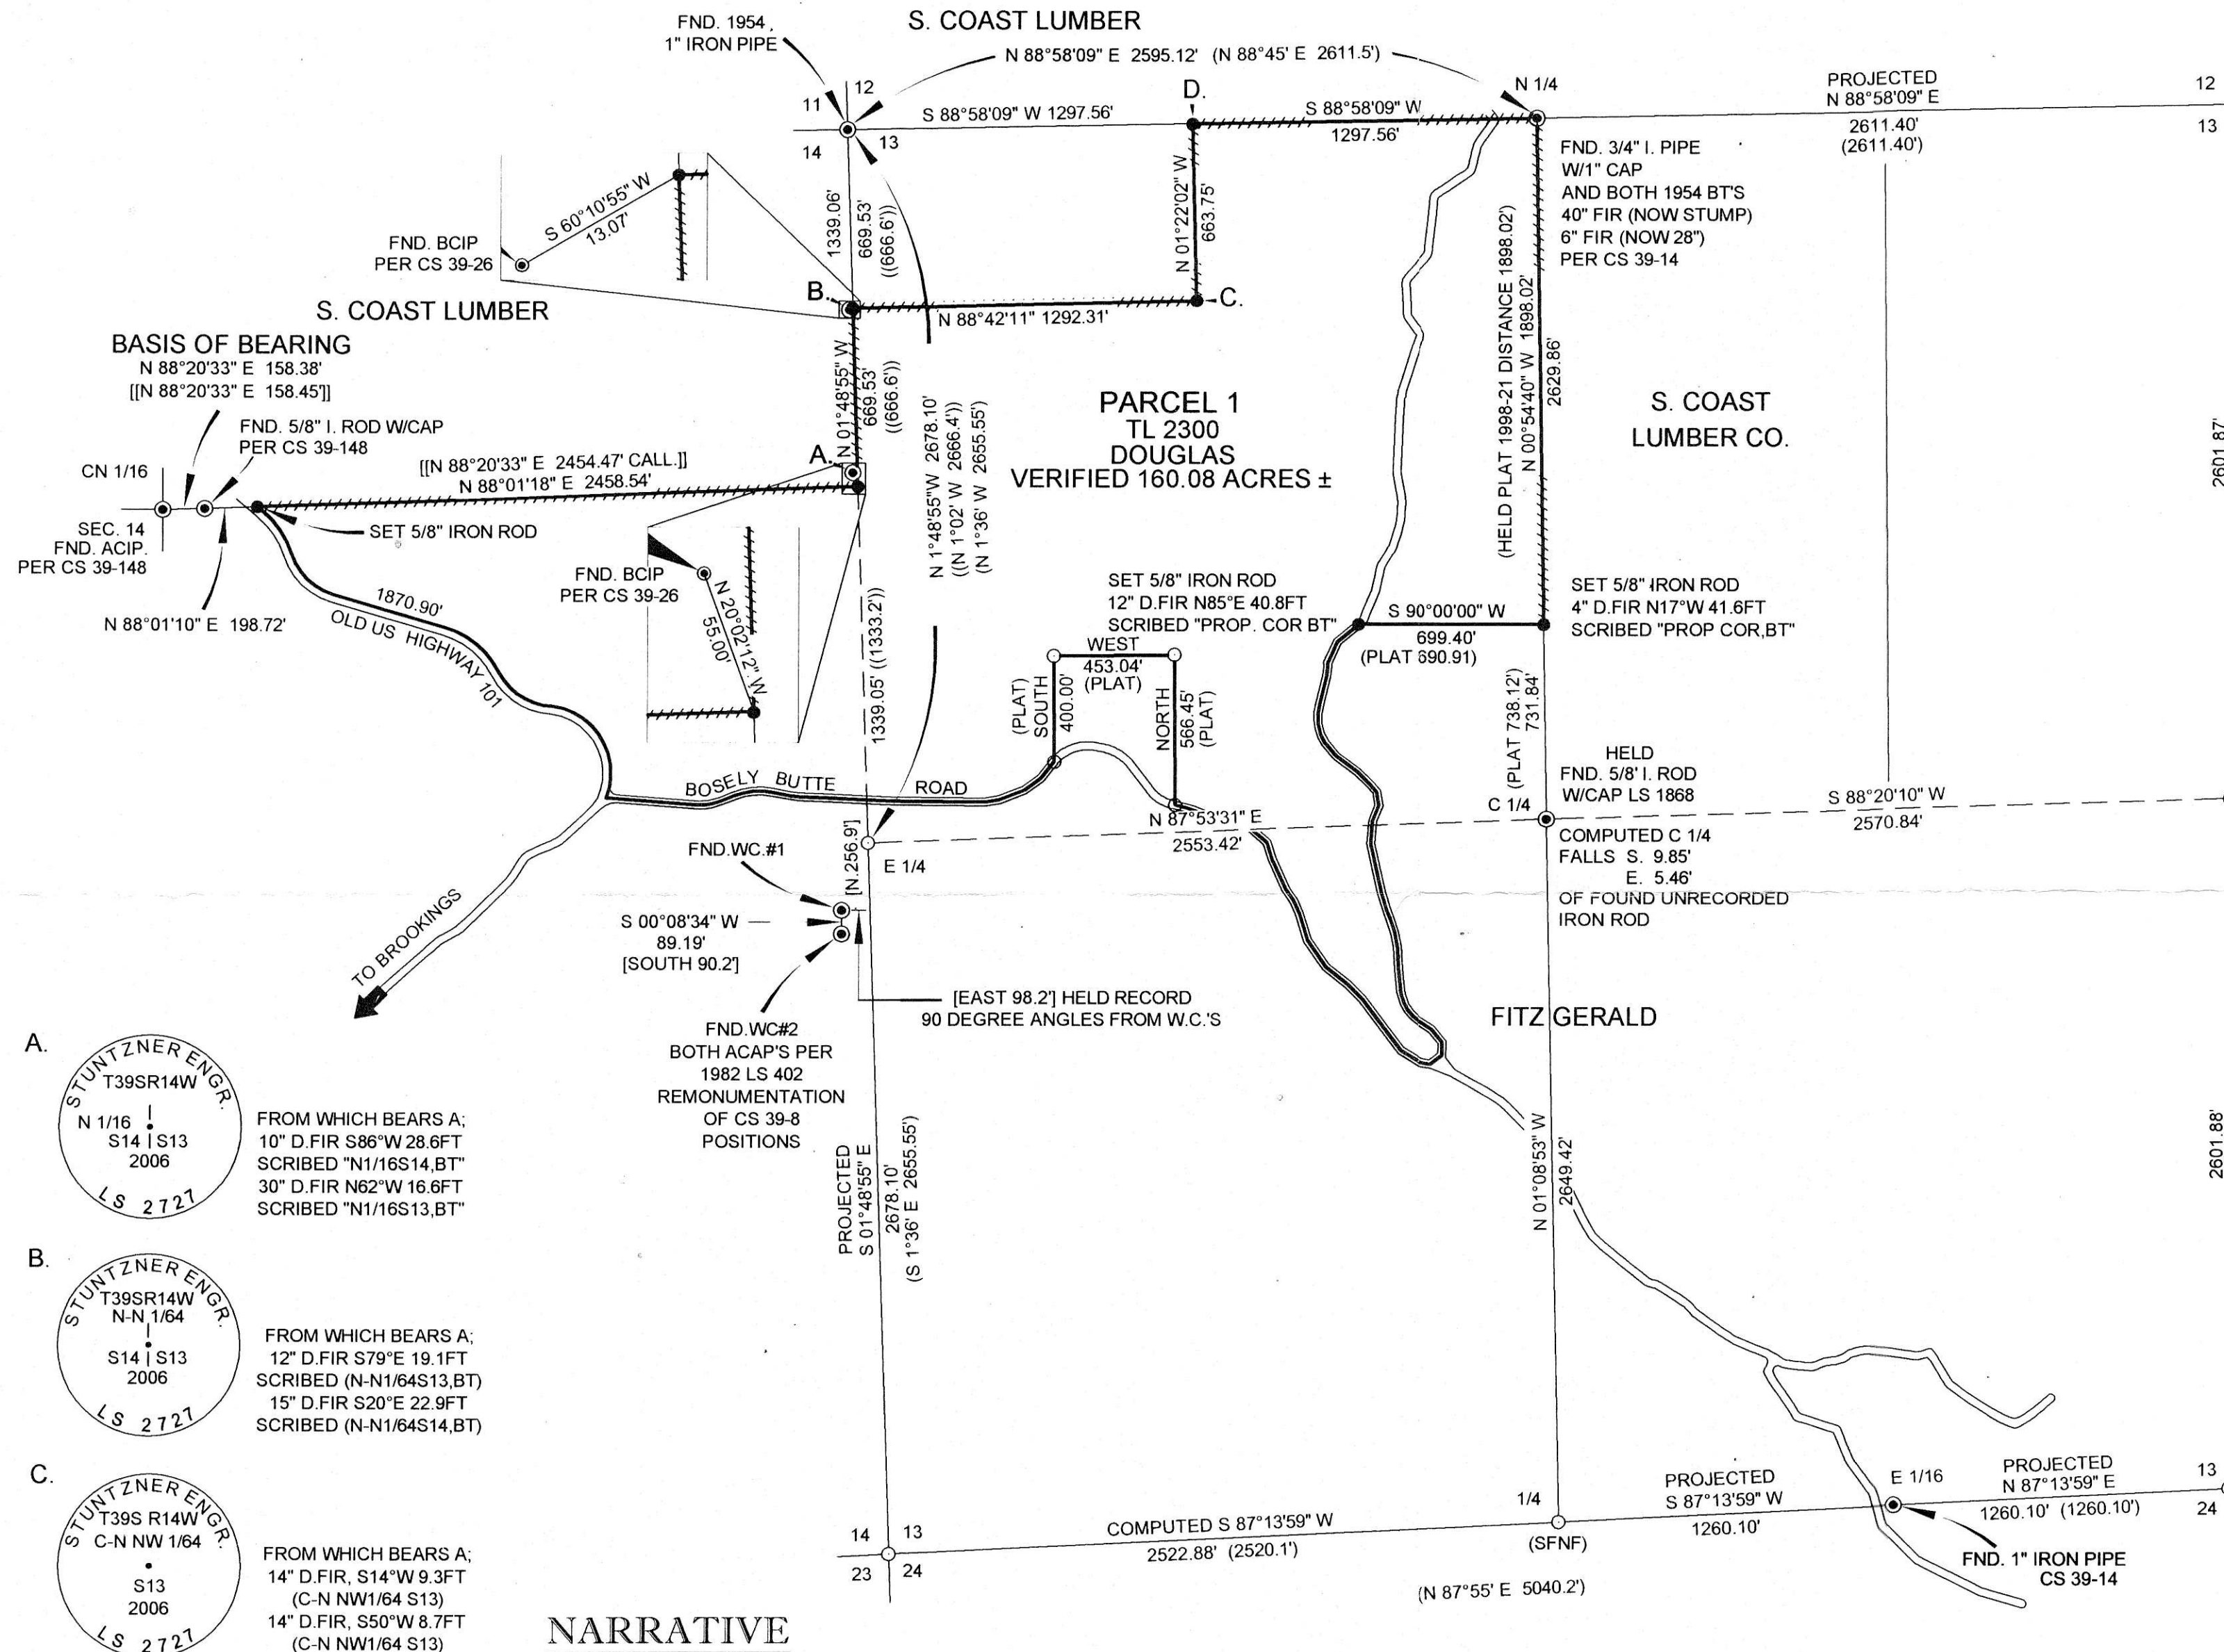 S. COAST LUMBER
FND. 1954
1" IRON PIPE
N 88°58'09" E 2595.12' (N 88°45' E 2611.5')
11
12
14
13
S 88°58'09" W 1297.56'
D.
S 88°58'09" W
1297.56'
N 1/4
PROJECTED
N 88°58'09" E
2611.40'
(2611.40')
12
13
FND. 3/4" I. PIPE
W/1" CAP
AND BOTH 1954 BT'S
40" FIR (NOW STUMP)
6" FIR (NOW 28")
PER CS 39-14
S 60°10'55" W
13.07'
FND. BCIP
PER CS 39-26
1339.06'
669.53'
((666.6'))
N 01°22'02" W
663.75'
B.
C.
N 88°42'11" 1292.31'
S. COAST LUMBER
BASIS OF BEARING
N 88°20'33" E 158.38'
[[N 88°20'33" E 158.45']]
FND. 5/8" I. ROD W/CAP
PER CS 39-148
CN 1/16
[[N 88°20'33" E 2454.47' CALL.]]
N 88°01'18" E 2458.54'
A.
N 01°48'55" W
669.53'
((666.6'))
N 1°48'55"W 2678.10'
((N 1°02' W 2666.4'))
(N 1°36' W 2655.55')
PARCEL 1
TL 2300
DOUGLAS
VERIFIED 160.08 ACRES ±
(HELD PLAT 1998-21 DISTANCE 1898.02')
N 00°54'40" W 1898.02'
2629.86'
S. COAST
LUMBER CO.
2601.87'
SEC. 14
FND. ACIP.
PER CS 39-148
SET 5/8" IRON ROD
N 88°01'10" E 198.72'
1870.90'
OLD US HIGHWAY 101
FND. BCIP
PER CS 39-26
N 20°02'12" W
55.00'
1339.05' ((1333.2'))
SET 5/8" IRON ROD
12" D.FIR N85°E 40.8FT
SCRIBED "PROP. COR BT"
S 90°00'00" W
699.40'
(PLAT 690.91)
SET 5/8" IRON ROD
4" D.FIR N17°W 41.6FT
SCRIBED "PROP COR,BT"
WEST
453.04'
(PLAT)
(PLAT)
SOUTH
400.00'
NORTH
566.45'
(PLAT)
(PLAT 738.12')
731.84'
HELD
FND. 5/8' I. ROD
W/CAP LS 1868
C 1/4
BOSELY BUTTE ROAD
N 87°53'31" E
2553.42'
S 88°20'10" W
2570.84'
COMPUTED C 1/4
FALLS S. 9.85'
E. 5.46'
OF FOUND UNRECORDED
IRON ROD
FND.WC.#1
[N.256.9']
E 1/4
S 00°08'34" W
89.19'
[SOUTH 90.2']
TO BROOKINGS
[EAST 98.2'] HELD RECORD
90 DEGREE ANGLES FROM W.C.'S
FND.WC#2
BOTH ACAP'S PER
1982 LS 402
REMONUMENTATION
OF CS 39-8
POSITIONS
FITZ GERALD
A.
STUNTZNER ENGR.
T39SR14W
N 1/16
S14 | S13
2006
LS 2727
FROM WHICH BEARS A;
10" D.FIR S86°W 28.6FT
SCRIBED "N1/16S14,BT"
30" D.FIR N62°W 16.6FT
SCRIBED "N1/16S13,BT"
PROJECTED
S 01°48'55" E
2678.10'
(S 1°36' E 2655.55')
N 01°08'53" W
2649.42'
2601.88'
B.
STUNTZNER ENGR.
T39SR14W
N-N 1/64
S14 | S13
2006
LS 2727
FROM WHICH BEARS A;
12" D.FIR S79°E 19.1FT
SCRIBED (N-N1/64S13,BT)
15" D.FIR S20°E 22.9FT
SCRIBED (N-N1/64S14,BT)
C.
STUNTZNER ENGR.
T39S R14W
C-N NW 1/64
S13
2006
LS 2727
FROM WHICH BEARS A;
14" D.FIR, S14°W 9.3FT
(C-N NW1/64 S13)
14" D.FIR, S50°W 8.7FT
(C-N NW1/64 S13)
14
13
23
24
COMPUTED S 87°13'59" W
2522.88' (2520.1')
1/4
(SFNF)
PROJECTED
S 87°13'59" W
1260.10'
E 1/16
PROJECTED
N 87°13'59" E
1260.10' (1260.10')
13
24
FND. 1" IRON PIPE
CS 39-14
(N 87°55' E 5040.2')
NARRATIVE